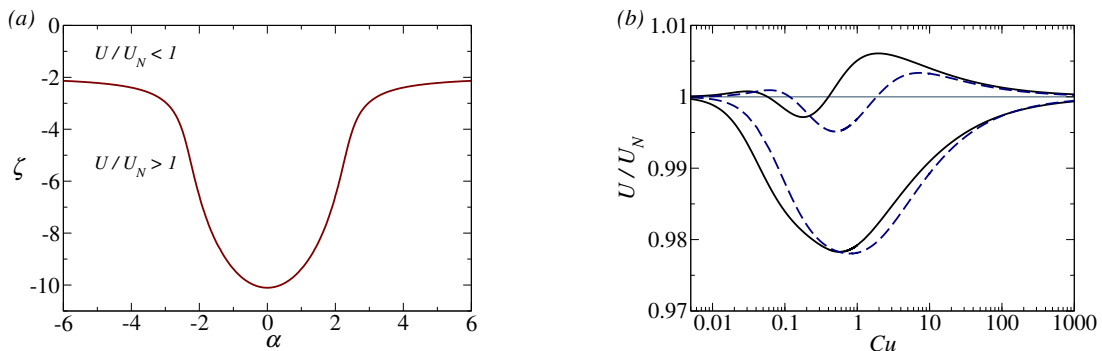 (a)
0
-2
-4
-6
-8
-10
ζ
U / U_N < 1
U / U_N > 1
-6 -4 -2 0 2 4 6
α
(b)
1.01
1
0.99
0.98
0.97
U / U_N
0.01 0.1 1 10 100 1000
Cu